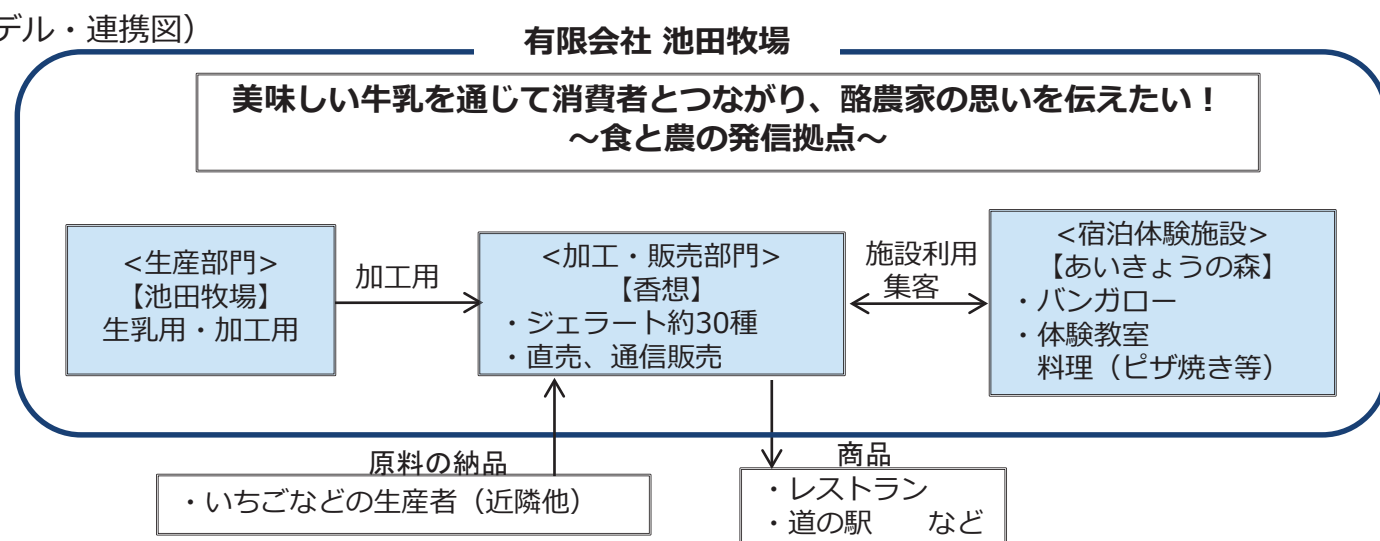 デル・連携図）
有限会社 池田牧場
美味しい牛乳を通じて消費者とつながり、酪農家の思いを伝えたい！
～食と農の発信拠点～
<生産部門>
【池田牧場】
生乳用・加工用
加工用
<加工・販売部門>
【香想】
・ジェラート約30種
・直売、通信販売
施設利用
集客
<宿泊体験施設>
【あいきょうの森】
・バンガロー
・体験教室
料理（ピザ焼き等）
原料の納品
・いちごなどの生産者（近隣他）
商品
・レストラン
・道の駅　　など